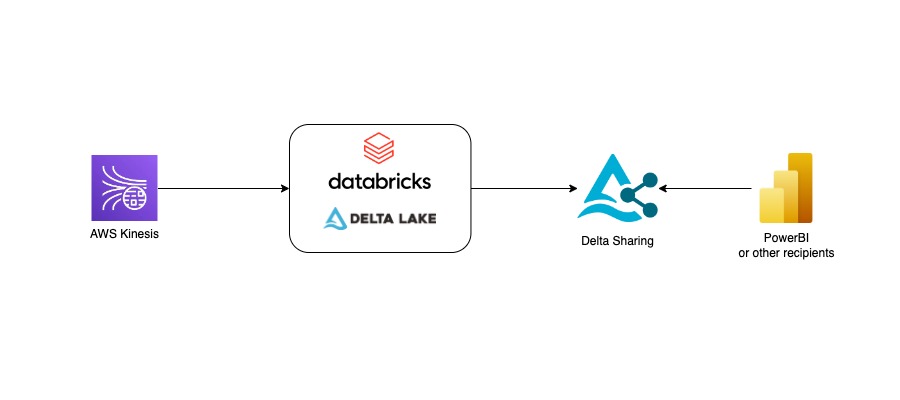 databricks
DELTA LAKE
AWS Kinesis
Delta Sharing
PowerBI
or other recipients